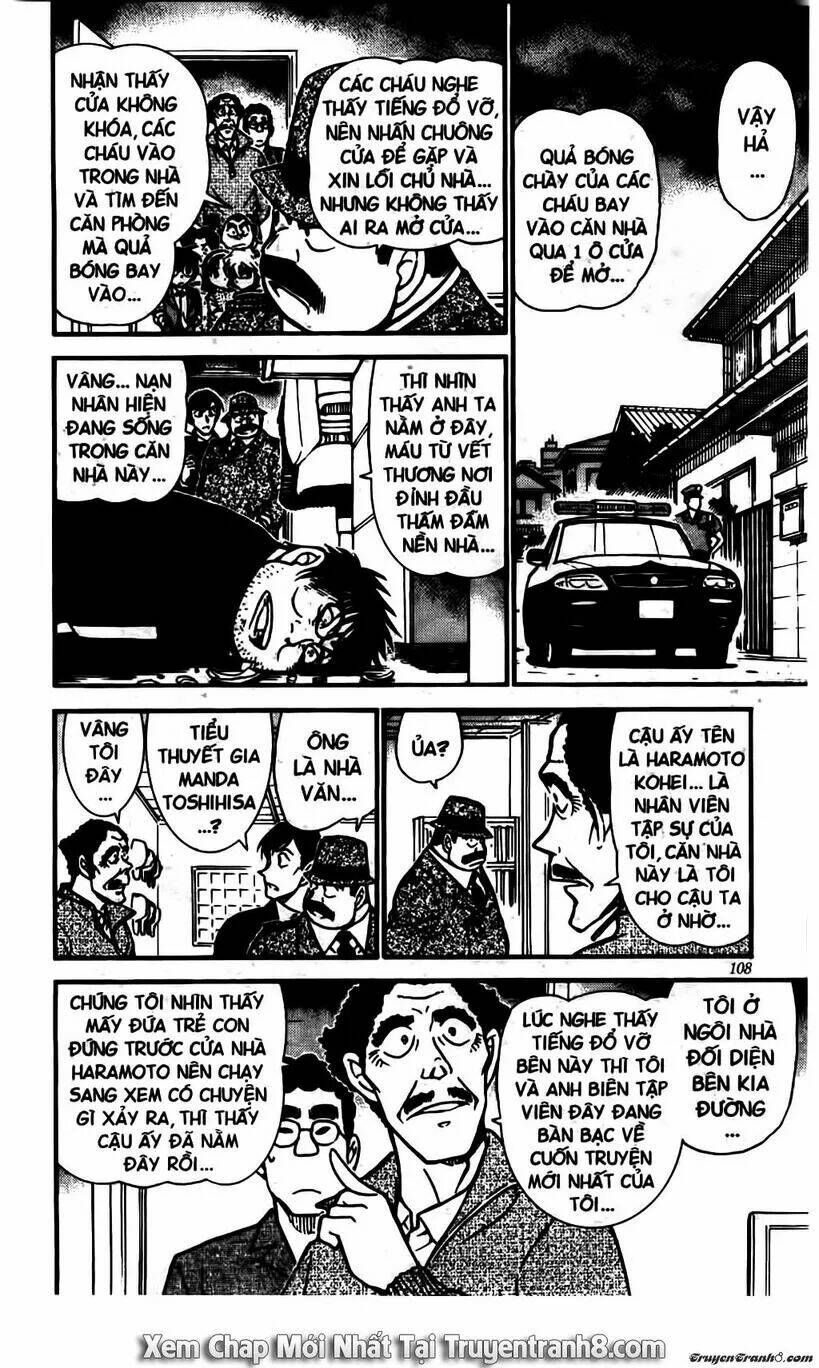 VẬY
HẢ
...
QUẢ BÓNG
CHÀY CỦA CÁC
CHÁU BAY
VÀO CĂN NHÀ
QUA 1 Ô CỬA
ĐỂ MỞ...
CÁC CHÁU NGHE
THẤY TIẾNG ĐỔ VỠ,
NÊN NHẤN CHUÔNG
CỬA ĐỂ GẶP VÀ
XIN LỖI CHỦ NHÀ...
NHƯNG KHÔNG THẤY
AI RA MỞ CỬA...
NHẬN THẤY
CỬA KHÔNG
KHÓA, CÁC
CHÁU VÀO
TRONG NHÀ
VÀ TÌM ĐẾN
CĂN PHÒNG
MÀ QUẢ
BÓNG BAY
VÀO...
THÌ NHÌN
THẤY ANH TA
NẰM Ở ĐÂY,
MÁU TỪ VẾT
THƯƠNG NƠI
ĐỈNH ĐẦU
THẤM ĐẪM
NỀN NHÀ...
VÂNG... NẠN
NHÂN HIỆN
ĐANG SỐNG
TRONG CĂN
NHÀ NÀY...
CẬU ẤY TÊN
LÀ HARAMOTO
KOHEI... LÀ
NHÂN VIÊN
TẬP SỰ CỦA
TÔI, CĂN NHÀ
NÀY LÀ TÔI
CHO CẬU TA
Ở NHỜ...
ỦA?
ÔNG
LÀ NHÀ
VĂN...
TIỂU
THUYẾT GIA
MANDA
TOSHIHISA
...?
VÂNG
TÔI
ĐÂY
...
108
TÔI Ở
NGÔI NHÀ
ĐỐI DIỆN
BÊN KIA
ĐƯỜNG
...
LÚC NGHE THẤY
TIẾNG ĐỔ VỠ
BÊN NÀY THÌ TÔI
VÀ ANH BIÊN TẬP
VIÊN ĐÂY ĐANG
BÀN BẠC VỀ
CUỐN TRUYỆN
MỚI NHẤT CỦA
TÔI...
CHÚNG TÔI NHÌN THẤY
MẤY ĐỨA TRẺ CON
ĐỨNG TRƯỚC CỬA NHÀ
HARAMOTO NÊN CHẠY
SANG XEM CÓ CHUYỆN
GÌ XẢY RA, THÌ THẤY
CẬU ẤY ĐÃ NẰM
ĐÂY RỒI...
Xem Chap Mới Nhất Tại Truyentranh8.com
TruyenTranh8.com